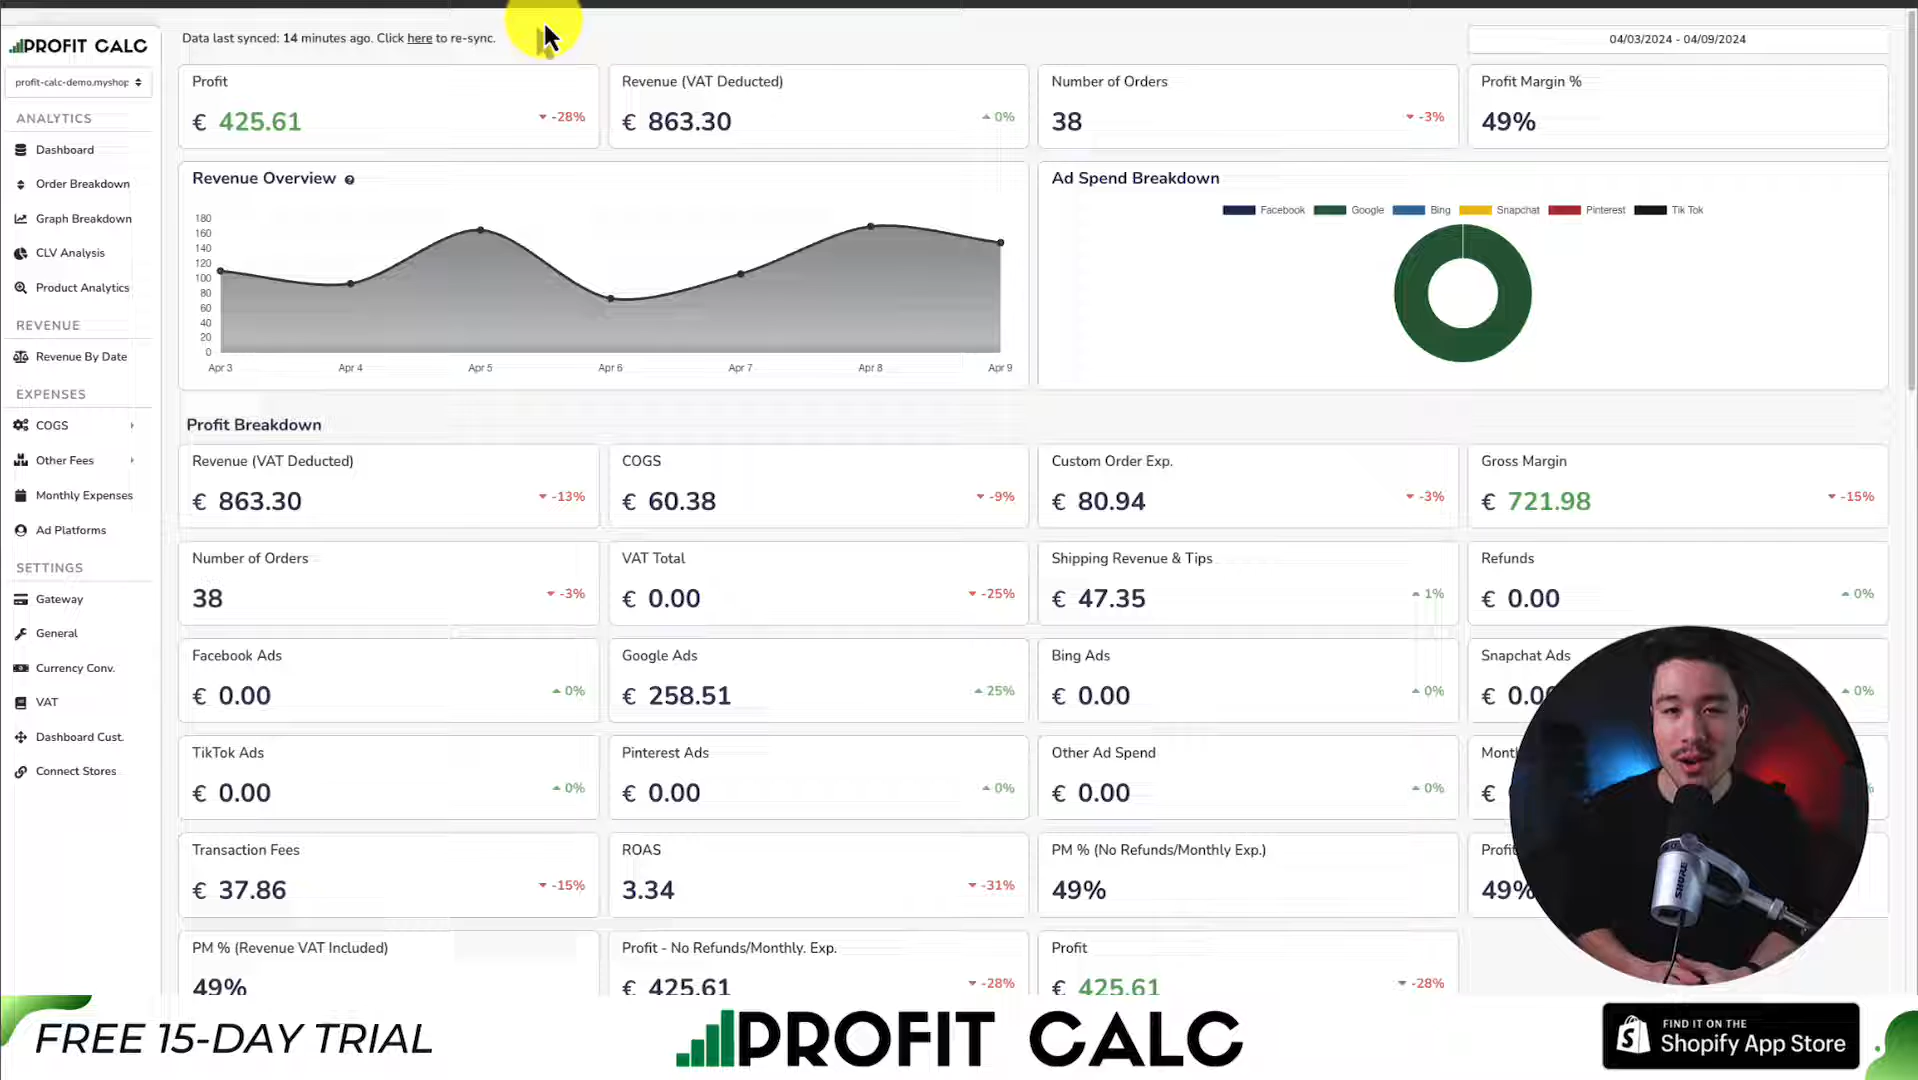 PROFIT CALC
Data last synced: 14 minutes ago. Click here to re-sync.
04/03/2024 - 04/09/2024
profit-calc-demo.myshop
ANALYTICS
Dashboard
Order Breakdown
Graph Breakdown
CLV Analysis
Product Analytics
REVENUE
Revenue By Date
EXPENSES
COGS
Other Fees
Monthly Expenses
Ad Platforms
SETTINGS
Gateway
General
Currency Conv.
VAT
Dashboard Cust.
Connect Stores
Profit
€ 425.61
-28%
Revenue (VAT Deducted)
€ 863.30
0%
Number of Orders
38
-3%
Profit Margin %
49%
Revenue Overview
180
160
140
120
100
80
60
40
20
0
Apr 3
Apr 4
Apr 5
Apr 6
Apr 7
Apr 8
Apr 9
Ad Spend Breakdown
Facebook
Google
Bing
Snapchat
Pinterest
Tik Tok
Profit Breakdown
Revenue (VAT Deducted)
€ 863.30
-13%
COGS
€ 60.38
-9%
Custom Order Exp.
€ 80.94
-3%
Gross Margin
€ 721.98
-15%
Number of Orders
38
-3%
VAT Total
€ 0.00
-25%
Shipping Revenue & Tips
€ 47.35
1%
Refunds
€ 0.00
0%
Facebook Ads
€ 0.00
0%
Google Ads
€ 258.51
25%
Bing Ads
€ 0.00
0%
Snapchat Ads
€ 0.00
0%
TikTok Ads
€ 0.00
0%
Pinterest Ads
€ 0.00
0%
Other Ad Spend
€ 0.00
0%
Mont
€
Transaction Fees
€ 37.86
-15%
ROAS
3.34
-31%
PM % (No Refunds/Monthly Exp.)
49%
Profi
49%
PM % (Revenue VAT Included)
49%
Profit - No Refunds/Monthly. Exp.
€ 425.61
-28%
Profit
€ 425.61
-28%
SHURE
FREE 15-DAY TRIAL
PROFIT CALC
FIND IT ON THE
Shopify App Store